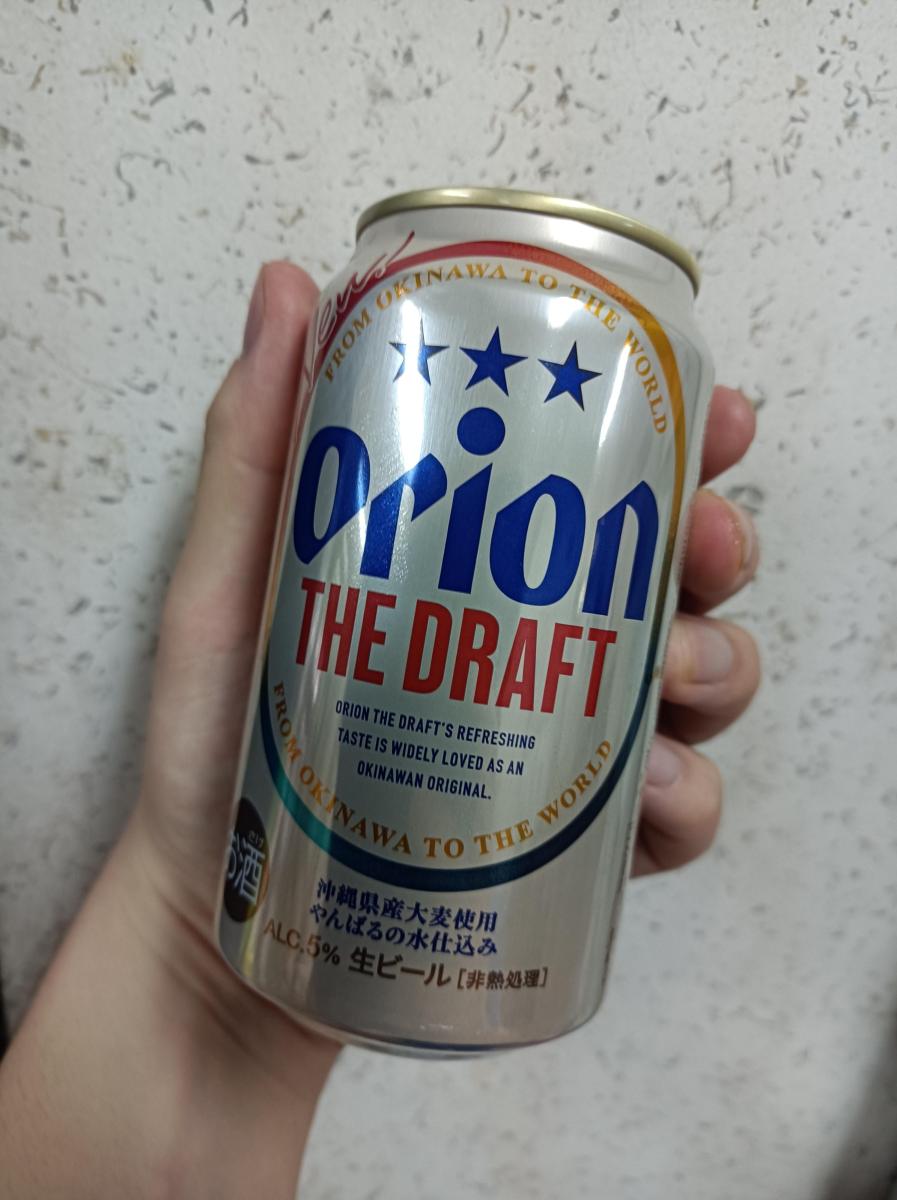 FROM OKINAWA TO THE WORLD
orion
THE DRAFT
ORION THE DRAFT'S REFRESHING
TASTE IS WIDELY LOVED AS AN
OKINAWAN ORIGINAL.
FROM OKINAWA TO THE WORLD
お酒
沖縄県産大麦使用
やんばるの水仕込み
ALC.5% 生ビール [非熱処理]